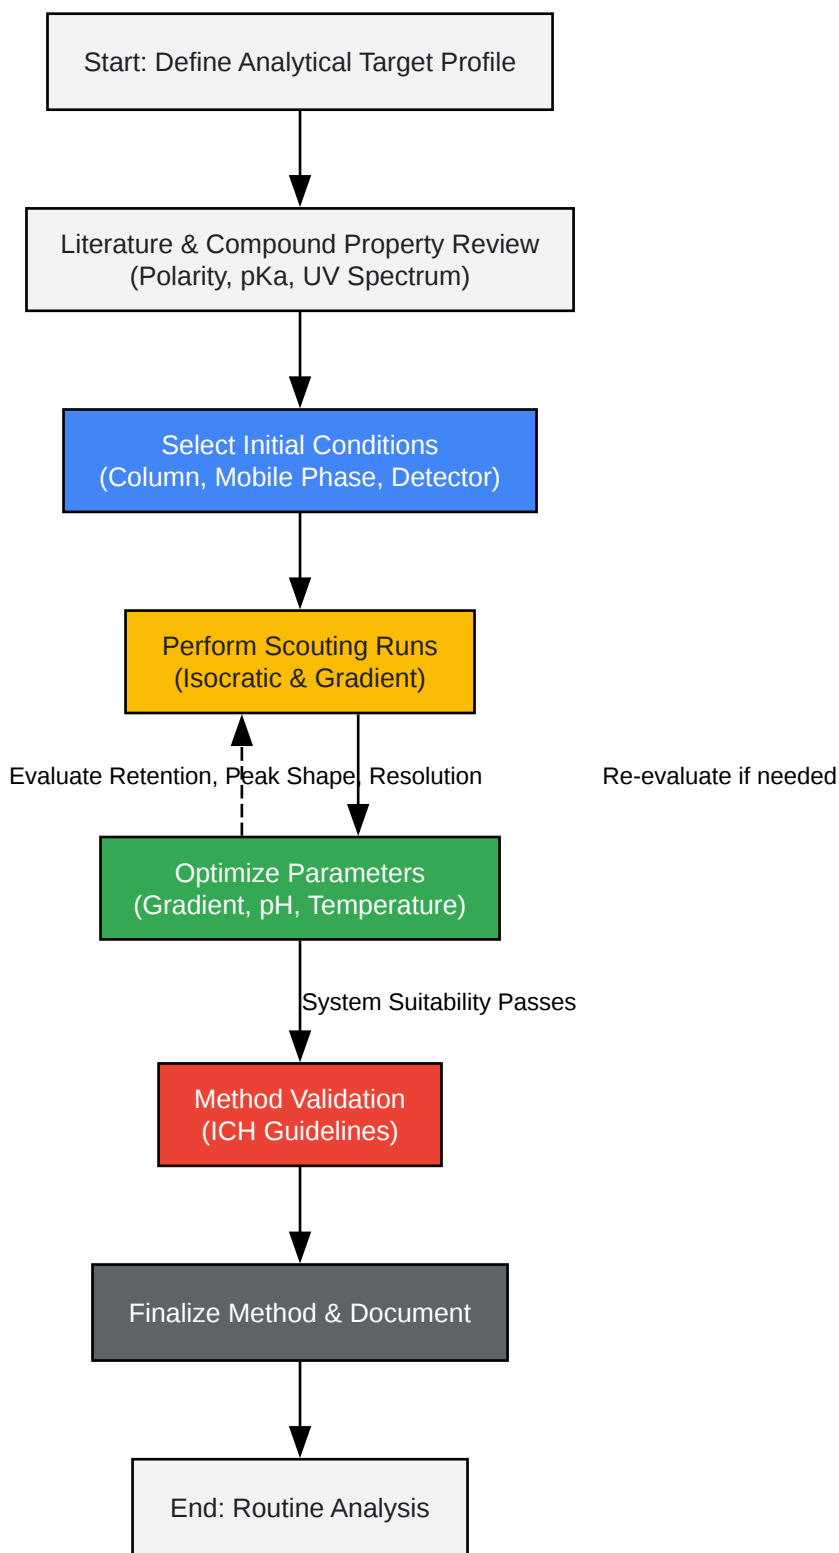 Start: Define Analytical Target Profile
Literature & Compound Property Review
(Polarity, pKa, UV Spectrum)
Select Initial Conditions
(Column, Mobile Phase, Detector)
Perform Scouting Runs
(Isocratic & Gradient)
Evaluate Retention, Peak Shape, Resolution
Re-evaluate if needed
Optimize Parameters
(Gradient, pH, Temperature)
System Suitability Passes
Method Validation
(ICH Guidelines)
Finalize Method & Document
End: Routine Analysis